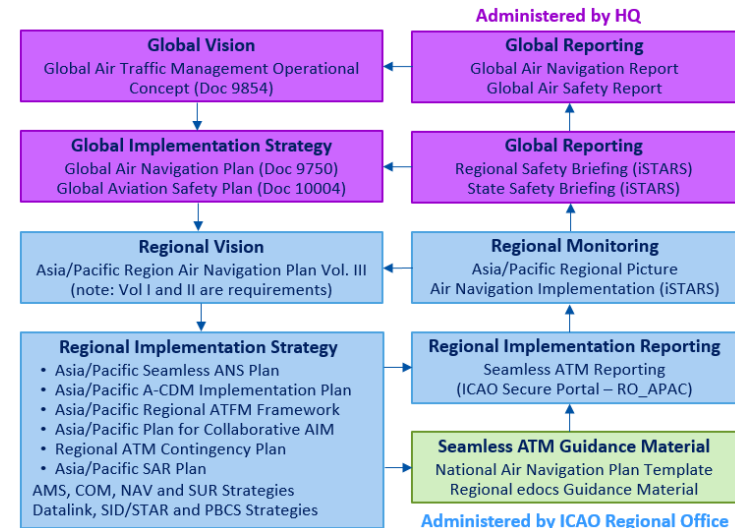 Administered by HQ
Global Vision
Global Air Traffic Management Operational
Concept (Doc 9854)
Global Reporting
Global Air Navigation Report
Global Air Safety Report
Global Implementation Strategy
Global Air Navigation Plan (Doc 9750)
Global Aviation Safety Plan (Doc 10004)
Global Reporting
Regional Safety Briefing (iSTARS)
State Safety Briefing (iSTARS)
Regional Vision
Asia/Pacific Region Air Navigation Plan Vol. III
(note: Vol I and II are requirements)
Regional Monitoring
Asia/Pacific Regional Picture
Air Navigation Implementation (iSTARS)
Regional Implementation Strategy
• Asia/Pacific Seamless ANS Plan
• Asia/Pacific A-CDM Implementation Plan
• Asia/Pacific Regional ATFM Framework
• Asia/Pacific Plan for Collaborative AIM
• Regional ATM Contingency Plan
• Asia/Pacific SAR Plan
AMS, COM, NAV and SUR Strategies
Datalink, SID/STAR and PBCS Strategies
Regional Implementation Reporting
Seamless ATM Reporting
(ICAO Secure Portal – RO_APAC)
Seamless ATM Guidance Material
National Air Navigation Plan Template
Regional edocs Guidance Material
Administered by ICAO Regional Office